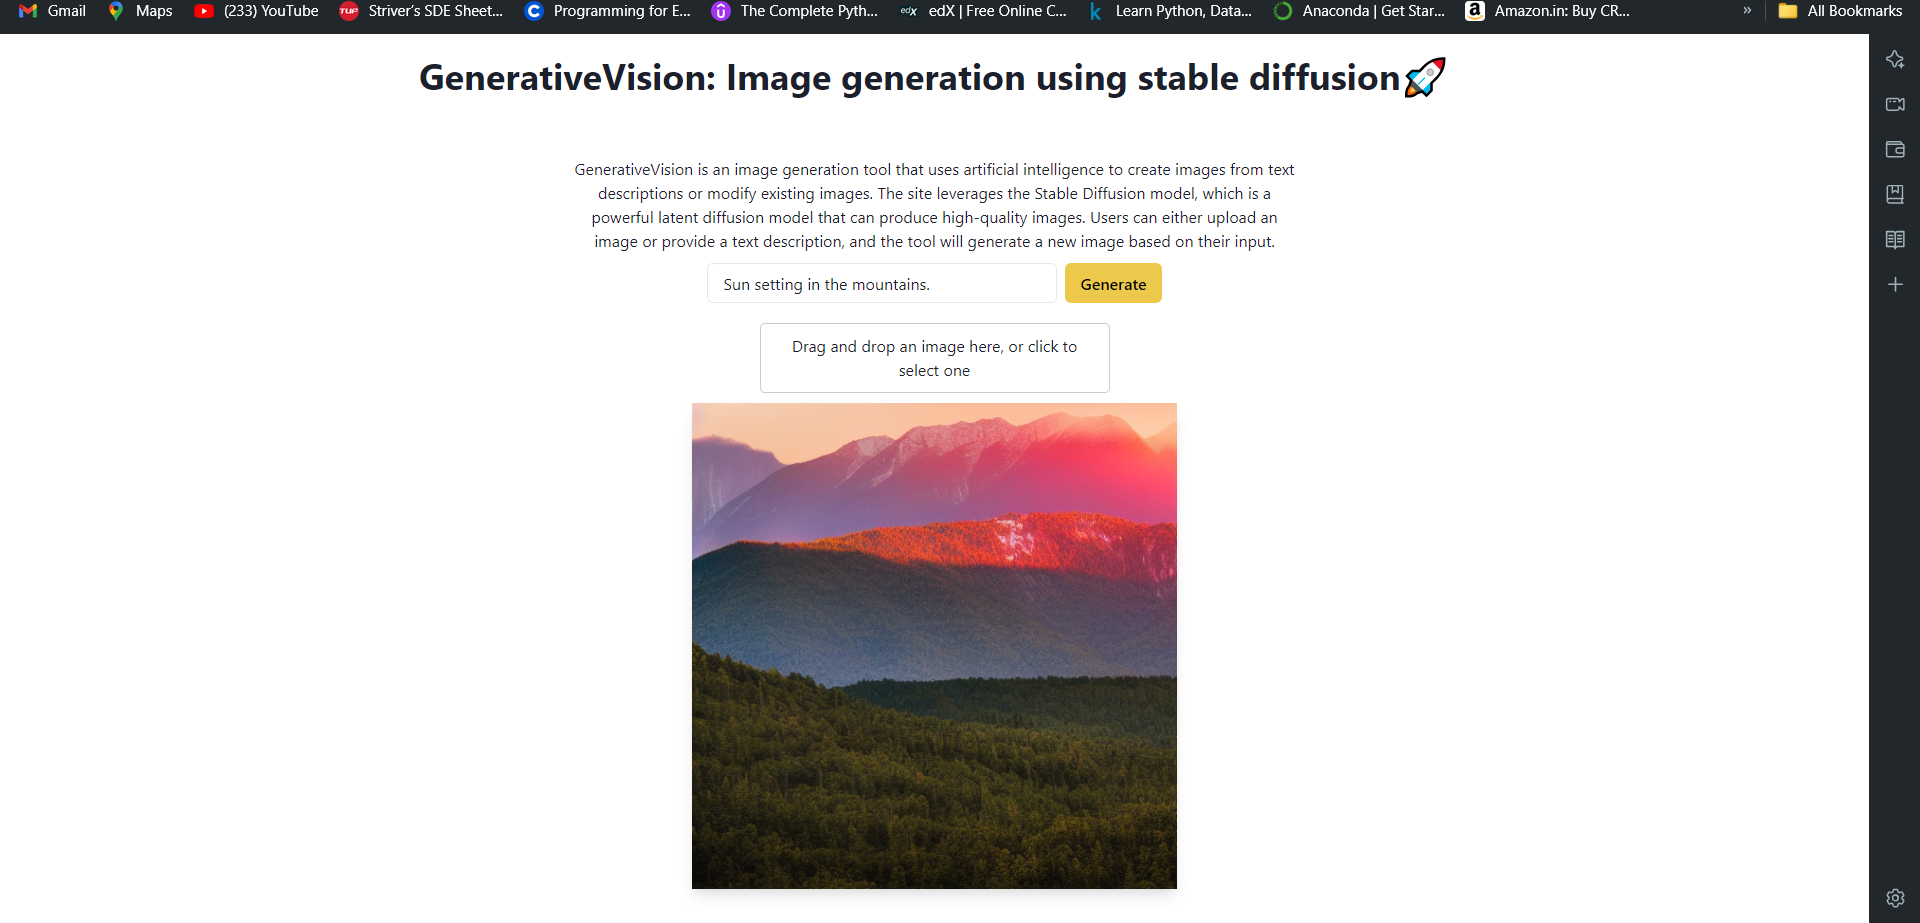 Gmail Maps (233) YouTube TUF Striver's SDE Sheet... C Programming for E... The Complete Pyth... edX edX | Free Online C... k Learn Python, Data... Anaconda | Get Star... a Amazon.in: Buy CR... » All Bookmarks
GenerativeVision: Image generation using stable diffusion🚀
GenerativeVision is an image generation tool that uses artificial intelligence to create images from text
descriptions or modify existing images. The site leverages the Stable Diffusion model, which is a
powerful latent diffusion model that can produce high-quality images. Users can either upload an
image or provide a text description, and the tool will generate a new image based on their input.
Sun setting in the mountains. Generate
Drag and drop an image here, or click to
select one